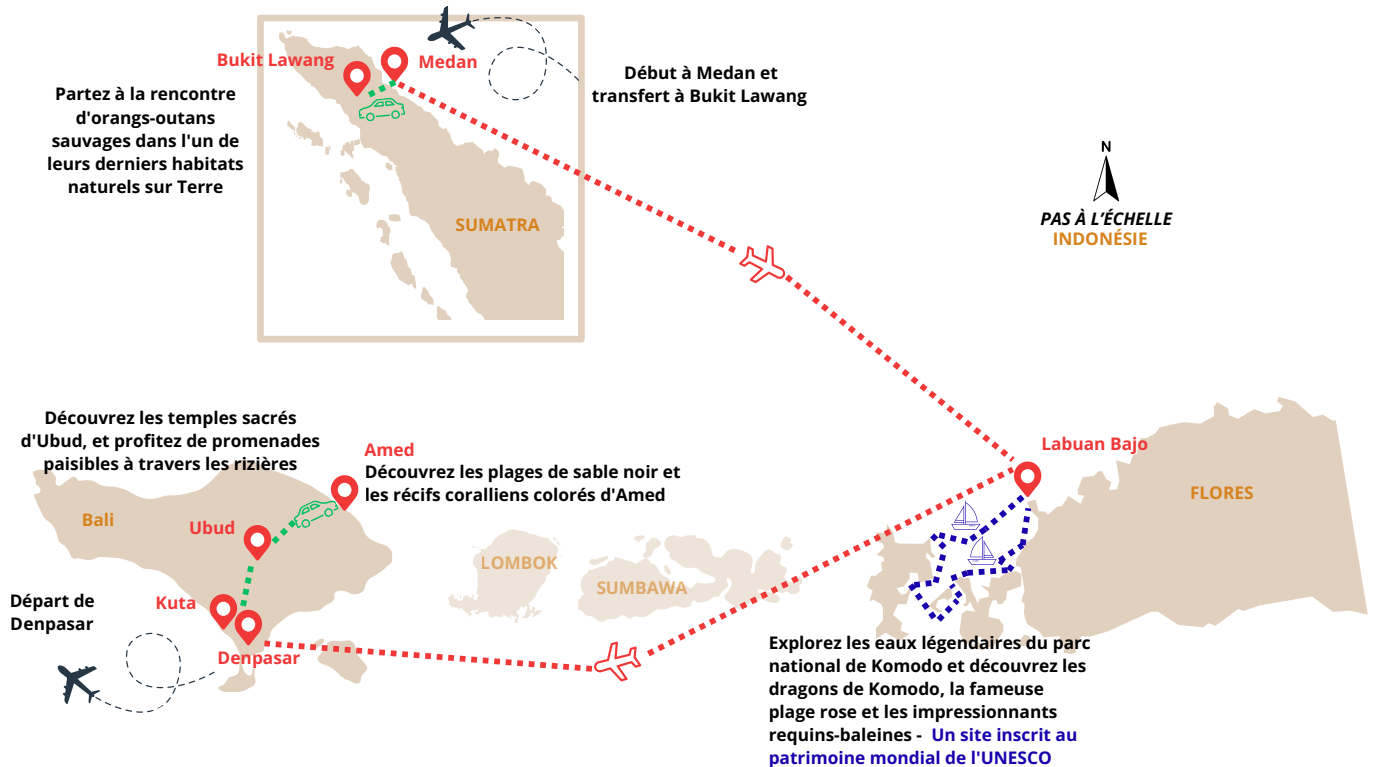 Bukit Lawang
Medan
Début à Medan et
transfert à Bukit Lawang
Partez à la rencontre
d'orangs-outans
sauvages dans l'un de
leurs derniers habitats
naturels sur Terre
SUMATRA
N
PAS À L'ÉCHELLE
INDONÉSIE
Découvrez les temples sacrés
d'Ubud, et profitez de promenades
paisibles à travers les rizières
Amed
Découvrez les plages de sable noir et
les récifs coralliens colorés d'Amed
Labuan Bajo
FLORES
Bali
Ubud
LOMBOK
SUMBAWA
Kuta
Départ de
Denpasar
Denpasar
Explorez les eaux légendaires du parc
national de Komodo et découvrez les
dragons de Komodo, la fameuse
plage rose et les impressionnants
requins-baleines - Un site inscrit au
patrimoine mondial de l'UNESCO